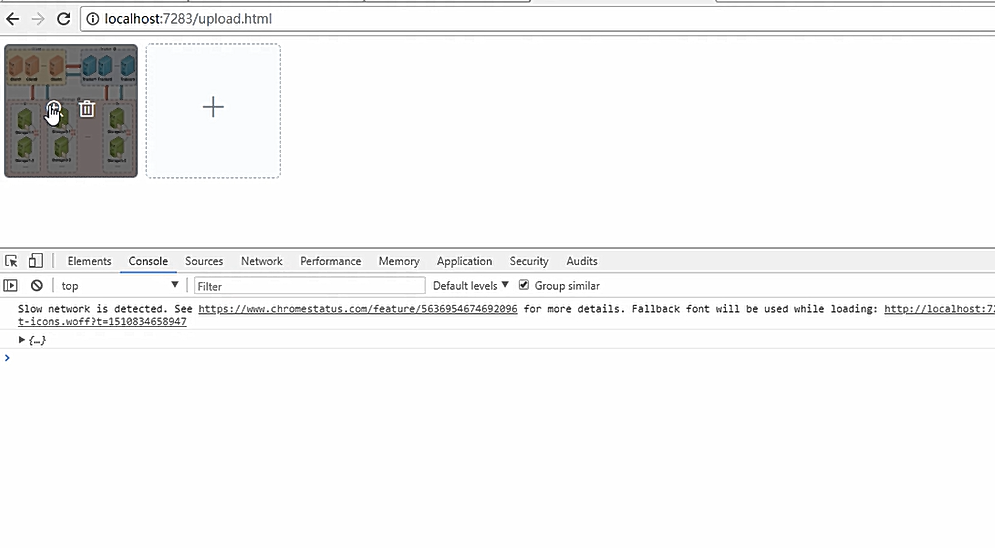 localhost:7283/upload.html
Elements Console Sources Network Performance Memory Application Security Audits
top Filter Default levels Group similar
Slow network is detected. See https://www.chromestatus.com/feature/5636954674692096 for more details. Fallback font will be used while loading: http://localhost:72
t-icons.woff?t=1510834658947
{…}